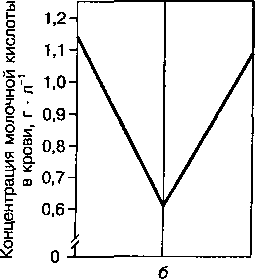 Концентрация молочной кислоты
в крови, г · л⁻¹
1,2
1,1
1,0
0,9
0,8
0,7
0,6
0
б